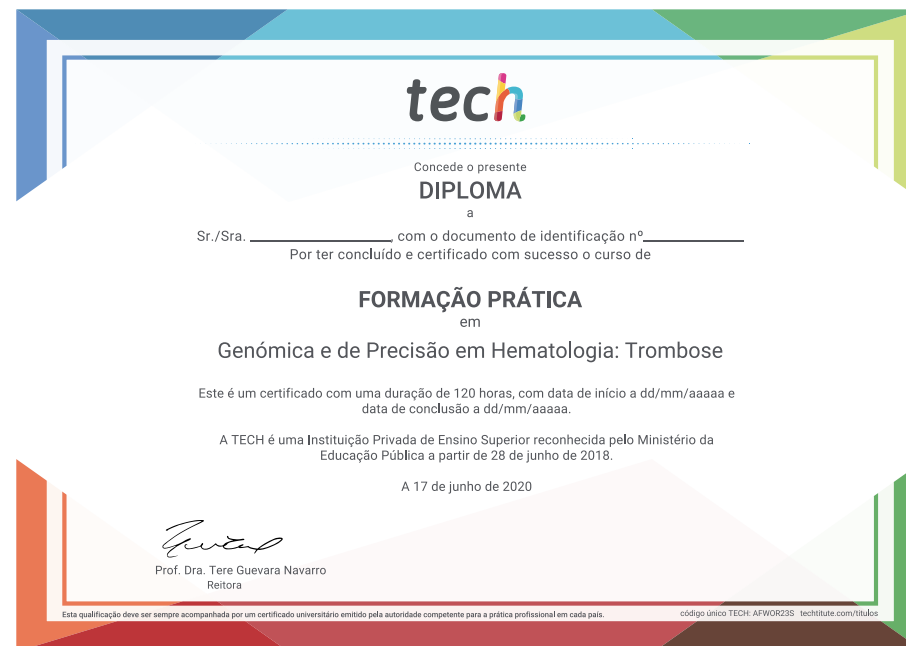 tech
Concede o presente
DIPLOMA
a
Sr./Sra. ____________________, com o documento de identificação nº______________
Por ter concluído e certificado com sucesso o curso de
FORMAÇÃO PRÁTICA
em
Genómica e de Precisão em Hematologia: Trombose
Este é um certificado com uma duração de 120 horas, com data de início a dd/mm/aaaaa e
data de conclusão a dd/mm/aaaaa.
A TECH é uma Instituição Privada de Ensino Superior reconhecida pelo Ministério da
Educação Pública a partir de 28 de junho de 2018.
A 17 de junho de 2020
Prof. Dra. Tere Guevara Navarro
Reitora
Esta qualificação deve ser sempre acompanhada por um certificado universitário emitido pela autoridade competente para a prática profissional em cada país.
código único TECH: AFWOR23S techtitute.com/titulos